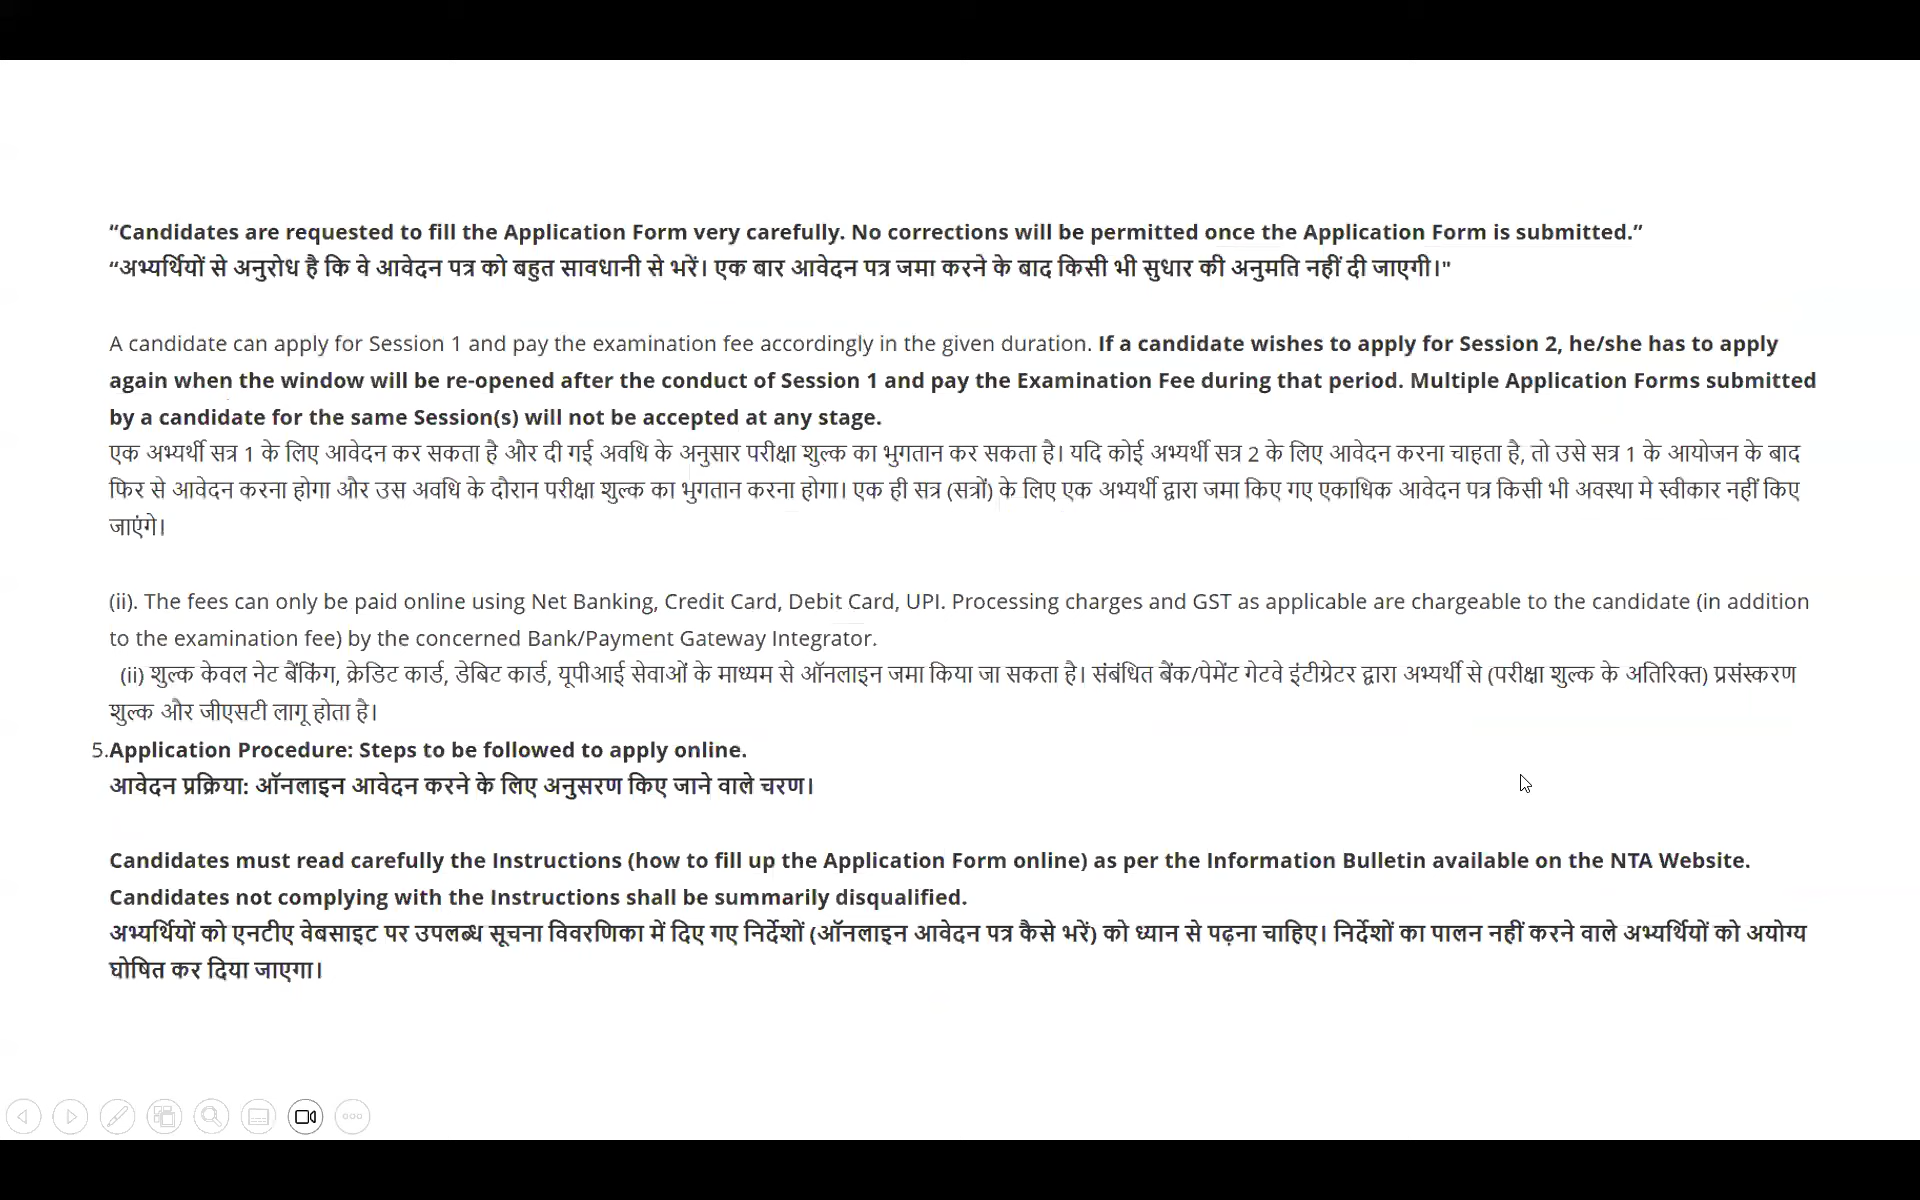 “Candidates are requested to fill the Application Form very carefully. No corrections will be permitted once the Application Form is submitted.”
“अभ्यर्थियों से अनुरोध है कि वे आवेदन पत्र को बहुत सावधानी से भरें। एक बार आवेदन पत्र जमा करने के बाद किसी भी सुधार की अनुमति नहीं दी जाएगी।"
A candidate can apply for Session 1 and pay the examination fee accordingly in the given duration. If a candidate wishes to apply for Session 2, he/she has to apply
again when the window will be re-opened after the conduct of Session 1 and pay the Examination Fee during that period. Multiple Application Forms submitted
by a candidate for the same Session(s) will not be accepted at any stage.
एक अभ्यर्थी सत्र 1 के लिए आवेदन कर सकता है और दी गई अवधि के अनुसार परीक्षा शुल्क का भुगतान कर सकता है। यदि कोई अभ्यर्थी सत्र 2 के लिए आवेदन करना चाहता है, तो उसे सत्र 1 के आयोजन के बाद
फिर से आवेदन करना होगा और उस अवधि के दौरान परीक्षा शुल्क का भुगतान करना होगा। एक ही सत्र (सत्रों) के लिए एक अभ्यर्थी द्वारा जमा किए गए एकाधिक आवेदन पत्र किसी भी अवस्था मे स्वीकार नहीं किए
जाएंगे।
(ii). The fees can only be paid online using Net Banking, Credit Card, Debit Card, UPI. Processing charges and GST as applicable are chargeable to the candidate (in addition
to the examination fee) by the concerned Bank/Payment Gateway Integrator.
(ii) शुल्क केवल नेट बैंकिंग, क्रेडिट कार्ड, डेबिट कार्ड, यूपीआई सेवाओं के माध्यम से ऑनलाइन जमा किया जा सकता है। संबंधित बैंक/पेमेंट गेटवे इंटीग्रेटर द्वारा अभ्यर्थी से (परीक्षा शुल्क के अतिरिक्त) प्रसंस्करण
शुल्क और जीएसटी लागू होता है।
5.Application Procedure: Steps to be followed to apply online.
आवेदन प्रक्रिया: ऑनलाइन आवेदन करने के लिए अनुसरण किए जाने वाले चरण।
Candidates must read carefully the Instructions (how to fill up the Application Form online) as per the Information Bulletin available on the NTA Website.
Candidates not complying with the Instructions shall be summarily disqualified.
अभ्यर्थियों को एनटीए वेबसाइट पर उपलब्ध सूचना विवरणिका में दिए गए निर्देशों (ऑनलाइन आवेदन पत्र कैसे भरें) को ध्यान से पढ़ना चाहिए। निर्देशों का पालन नहीं करने वाले अभ्यर्थियों को अयोग्य
घोषित कर दिया जाएगा।